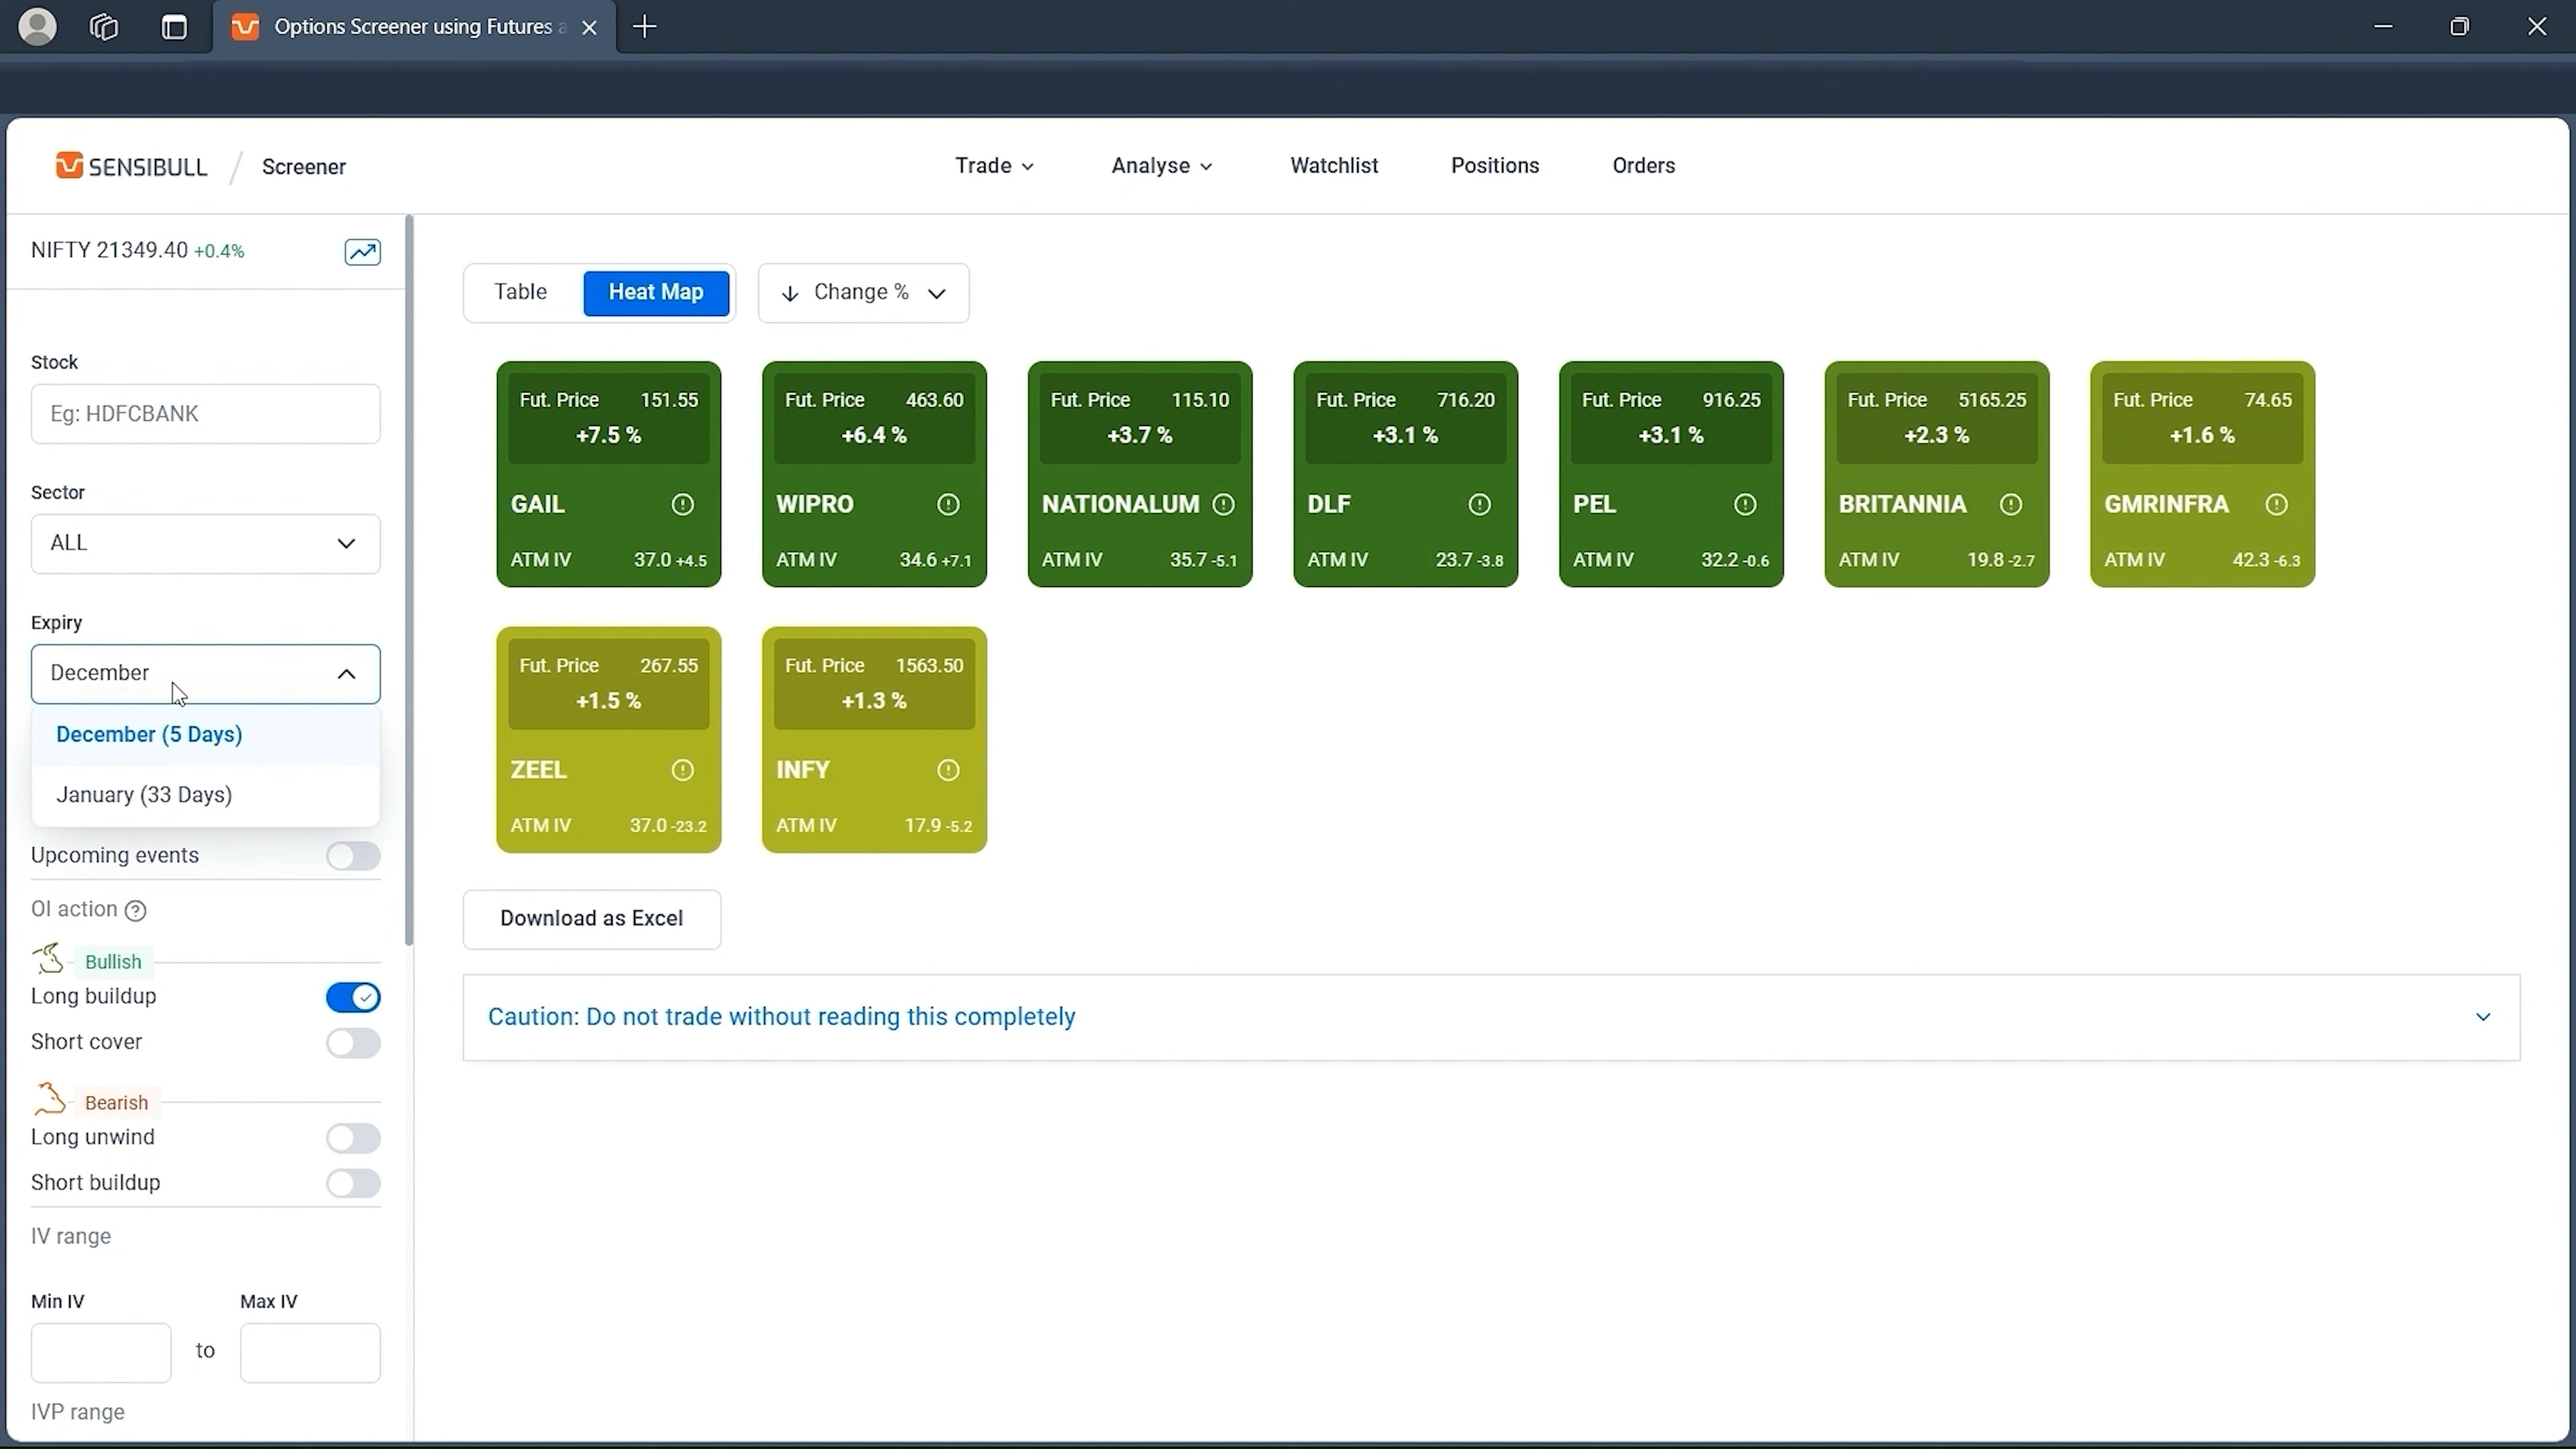 Options Screener using Futures a
SENSIBULL / Screener
Trade
Analyse
Watchlist
Positions
Orders
NIFTY 21349.40 +0.4%
Stock
Eg: HDFCBANK
Sector
ALL
Expiry
December
December (5 Days)
January (33 Days)
Upcoming events
OI action ?
Bullish
Long buildup
Short cover
Bearish
Long unwind
Short buildup
IV range
Min IV
Max IV
to
IVP range
Table
Heat Map
Change %
Fut. Price 151.55
+7.5 %
GAIL
ATM IV 37.0 +4.5
Fut. Price 463.60
+6.4 %
WIPRO
ATM IV 34.6 +7.1
Fut. Price 115.10
+3.7 %
NATIONALUM
ATM IV 35.7 -5.1
Fut. Price 716.20
+3.1 %
DLF
ATM IV 23.7 -3.8
Fut. Price 916.25
+3.1 %
PEL
ATM IV 32.2 -0.6
Fut. Price 5165.25
+2.3 %
BRITANNIA
ATM IV 19.8 -2.7
Fut. Price 74.65
+1.6 %
GMRINFRA
ATM IV 42.3 -6.3
Fut. Price 267.55
+1.5 %
ZEEL
ATM IV 37.0 -23.2
Fut. Price 1563.50
+1.3 %
INFY
ATM IV 17.9 -5.2
Download as Excel
Caution: Do not trade without reading this completely